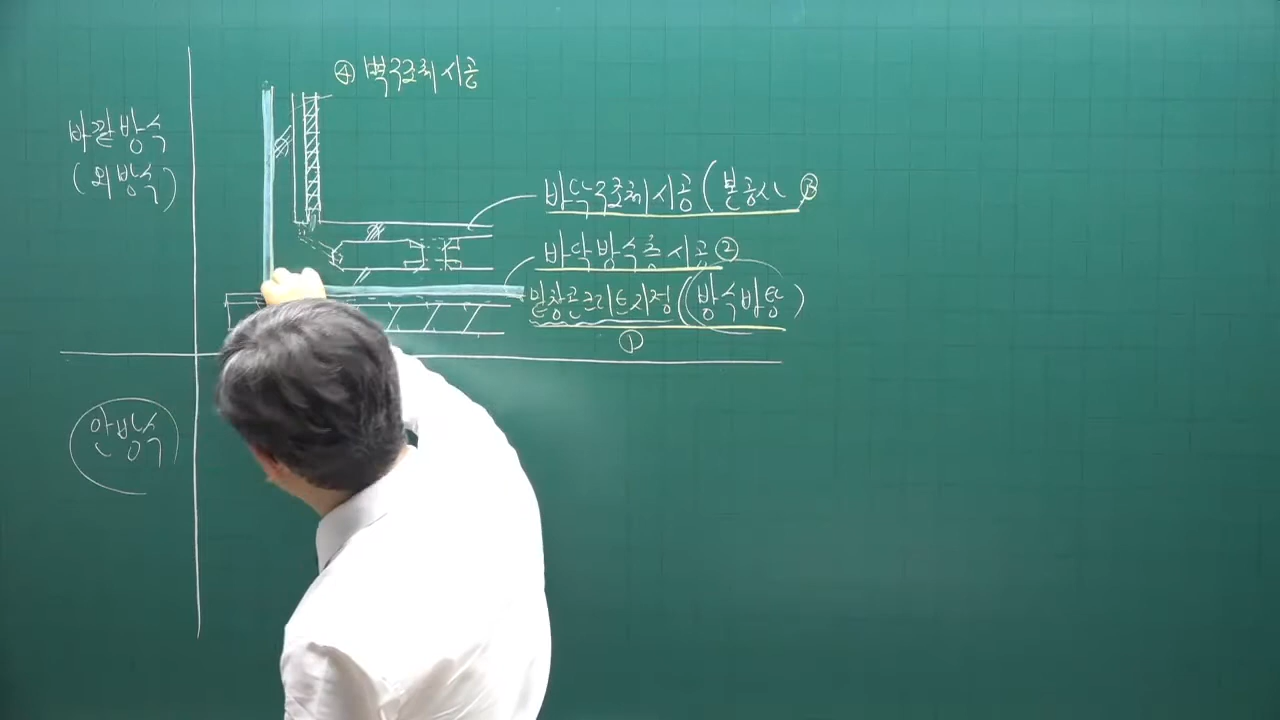 ④ 벽구조체시공
바깥방수
(외방수)
바닥구조체시공(본공사 ③
바닥방수층시공②
밑창콘크리트지정(방수바탕)
①
안방수